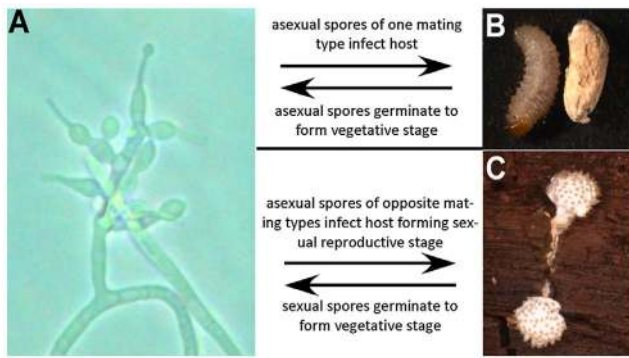 A
asexual spores of one mating
type infect host
asexual spores germinate to
form vegetative stage
B
asexual spores of opposite mat-
ing types infect host forming sex-
ual reproductive stage
sexual spores germinate to
form vegetative stage
C